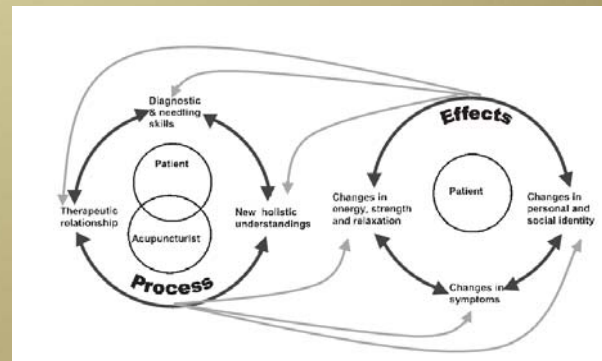 Diagnostic
& needling
skills
Effects
Patient
Patient
Therapeutic
relationship
New holistic
understandings
Changes in
energy, strength
and relaxation
Changes in
personal and
social identity
Acupuncturist
Process
Changes in
symptoms